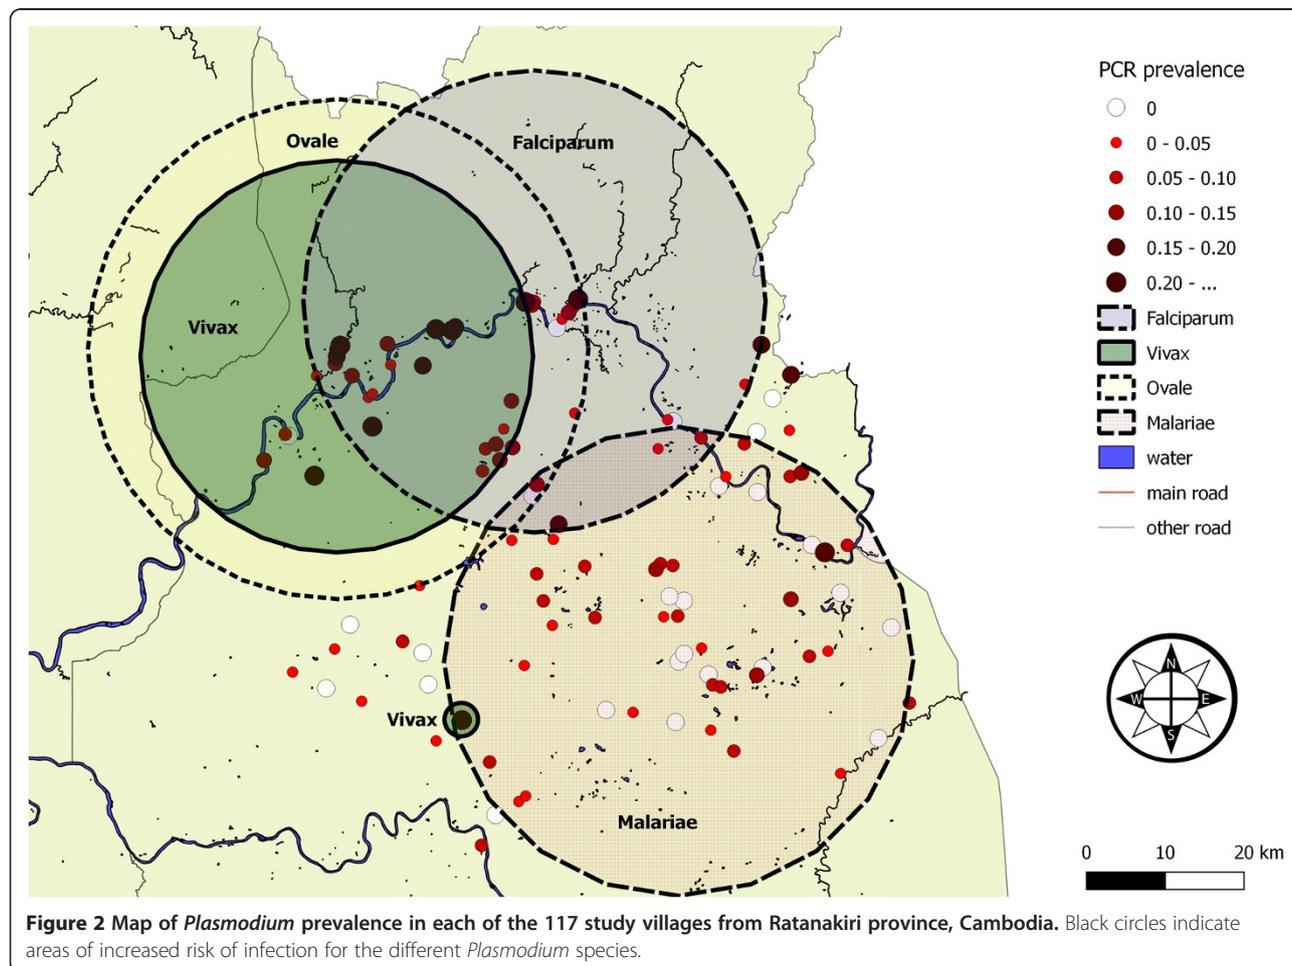 Ovale
Falciparum
Vivax
Vivax
Malariae
PCR prevalence
0
0 - 0.05
0.05 - 0.10
0.10 - 0.15
0.15 - 0.20
0.20 - ...
Falciparum
Vivax
Ovale
Malariae
water
main road
other road
N
W E
S
0 10 20 km
Figure 2 Map of Plasmodium prevalence in each of the 117 study villages from Ratanakiri province, Cambodia. Black circles indicate
areas of increased risk of infection for the different Plasmodium species.